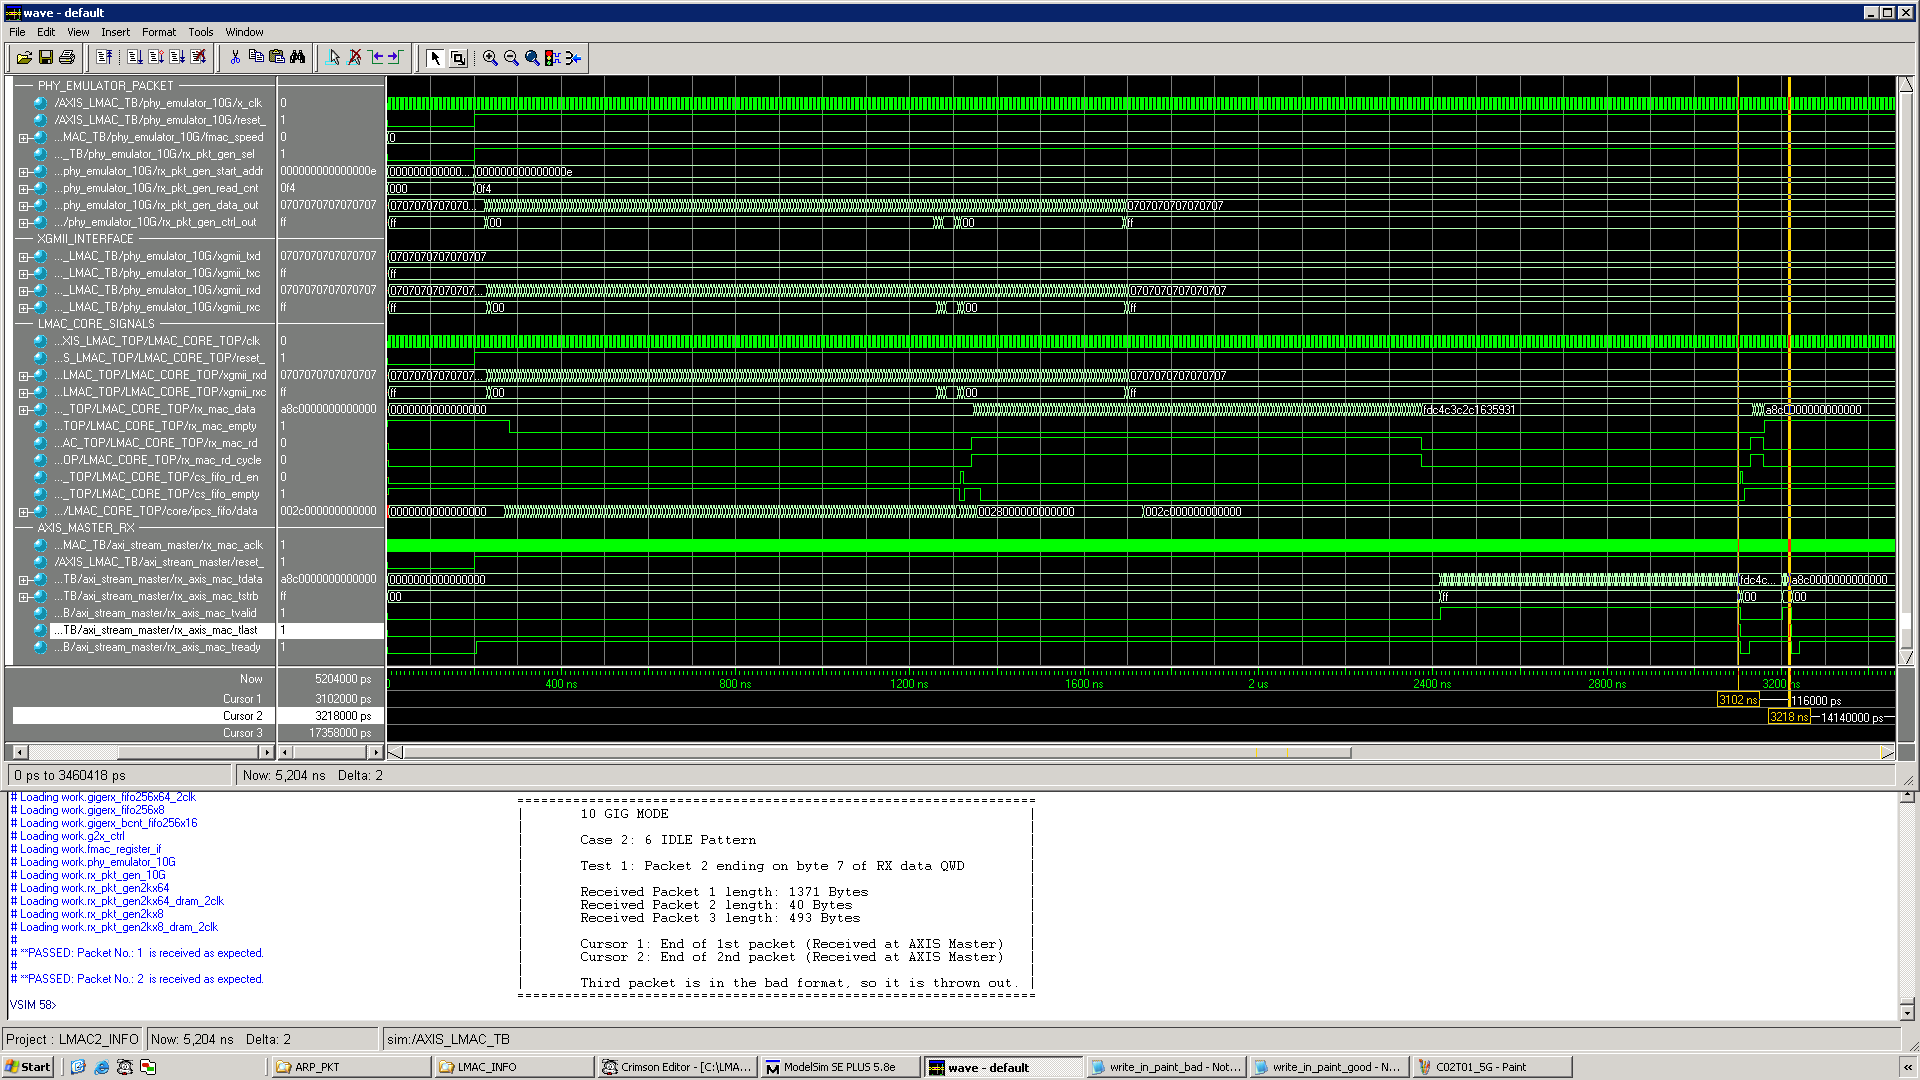 wave - default
File Edit View Insert Format Tools Window
PHY_EMULATOR_PACKET
/AXIS_LMAC_TB/phy_emulator_10G/x_clk 0
/AXIS_LMAC_TB/phy_emulator_10G/reset_ 1
...MAC_TB/phy_emulator_10G/fmac_speed 0 0
..._TB/phy_emulator_10G/rx_pkt_gen_sel 1
...phy_emulator_10G/rx_pkt_gen_start_addr 000000000000000e 000000000000... 000000000000000e
...phy_emulator_10G/rx_pkt_gen_read_cnt 0f4 000 0f4
...phy_emulator_10G/rx_pkt_gen_data_out 0707070707070707 0707070707070... 0707070707070707
.../phy_emulator_10G/rx_pkt_gen_ctrl_out ff ff 00 00 ff
XGMII_INTERFACE
..._LMAC_TB/phy_emulator_10G/xgmii_txd 0707070707070707 0707070707070707
..._LMAC_TB/phy_emulator_10G/xgmii_txc ff ff
..._LMAC_TB/phy_emulator_10G/xgmii_rxd 0707070707070707 07070707070707... 0707070707070707
..._LMAC_TB/phy_emulator_10G/xgmii_rxc ff ff 00 00 ff
LMAC_CORE_SIGNALS
...XIS_LMAC_TOP/LMAC_CORE_TOP/clk 0
...S_LMAC_TOP/LMAC_CORE_TOP/reset_ 1
...LMAC_TOP/LMAC_CORE_TOP/xgmii_rxd 0707070707070707 07070707070707... 0707070707070707
...LMAC_TOP/LMAC_CORE_TOP/xgmii_rxc ff ff 00 00 ff
..._TOP/LMAC_CORE_TOP/rx_mac_data a8c0000000000000 0000000000000000 fdc4c3c2c1635931 a8c0000000000000
...TOP/LMAC_CORE_TOP/rx_mac_empty 1
...AC_TOP/LMAC_CORE_TOP/rx_mac_rd 0
...OP/LMAC_CORE_TOP/rx_mac_rd_cycle 0
..._TOP/LMAC_CORE_TOP/cs_fifo_rd_en 0
..._TOP/LMAC_CORE_TOP/cs_fifo_empty 1
.../LMAC_CORE_TOP/core/ipcs_fifo/data 002c000000000000 0000000000000000 0028000000000000 002c000000000000
AXIS_MASTER_RX
...MAC_TB/axi_stream_master/rx_mac_aclk 1
/AXIS_LMAC_TB/axi_stream_master/reset_ 1
...TB/axi_stream_master/rx_axis_mac_tdata a8c0000000000000 0000000000000000 fdc4c... a8c0000000000000
...TB/axi_stream_master/rx_axis_mac_tstrb ff 00 ff 00 00
...B/axi_stream_master/rx_axis_mac_tvalid 1
...TB/axi_stream_master/rx_axis_mac_tlast 1
...B/axi_stream_master/rx_axis_mac_tready 1
Now 5204000 ps 0 400 ns 800 ns 1200 ns 1600 ns 2 us 2400 ns 2800 ns 3200 ns
Cursor 1 3102000 ps 3102 ns 116000 ps
Cursor 2 3218000 ps 3218 ns 14140000 ps
Cursor 3 17358000 ps
0 ps to 3460418 ps Now: 5,204 ns Delta: 2
# Loading work.gigerx_fifo256x64_2clk
# Loading work.gigerx_fifo256x8
# Loading work.gigerx_bcnt_fifo256x16
# Loading work.g2x_ctrl
# Loading work.fmac_register_if
# Loading work.phy_emulator_10G
# Loading work.rx_pkt_gen_10G
# Loading work.rx_pkt_gen2kx64
# Loading work.rx_pkt_gen2kx64_dram_2clk
# Loading work.rx_pkt_gen2kx8
# Loading work.rx_pkt_gen2kx8_dram_2clk
#
# **PASSED: Packet No.: 1 is received as expected.
#
# **PASSED: Packet No.: 2 is received as expected.
VSIM 58>
10 GIG MODE
Case 2: 6 IDLE Pattern
Test 1: Packet 2 ending on byte 7 of RX data QWD
Received Packet 1 length: 1371 Bytes
Received Packet 2 length: 40 Bytes
Received Packet 3 length: 493 Bytes
Cursor 1: End of 1st packet (Received at AXIS Master)
Cursor 2: End of 2nd packet (Received at AXIS Master)
Third packet is in the bad format, so it is thrown out.
Project : LMAC2_INFO Now: 5,204 ns Delta: 2 sim:/AXIS_LMAC_TB
Start ARP_PKT LMAC_INFO Crimson Editor - [C:\LMA... ModelSim SE PLUS 5.8e wave - default write_in_paint_bad - Not... write_in_paint_good - N... C02T01_5G - Paint